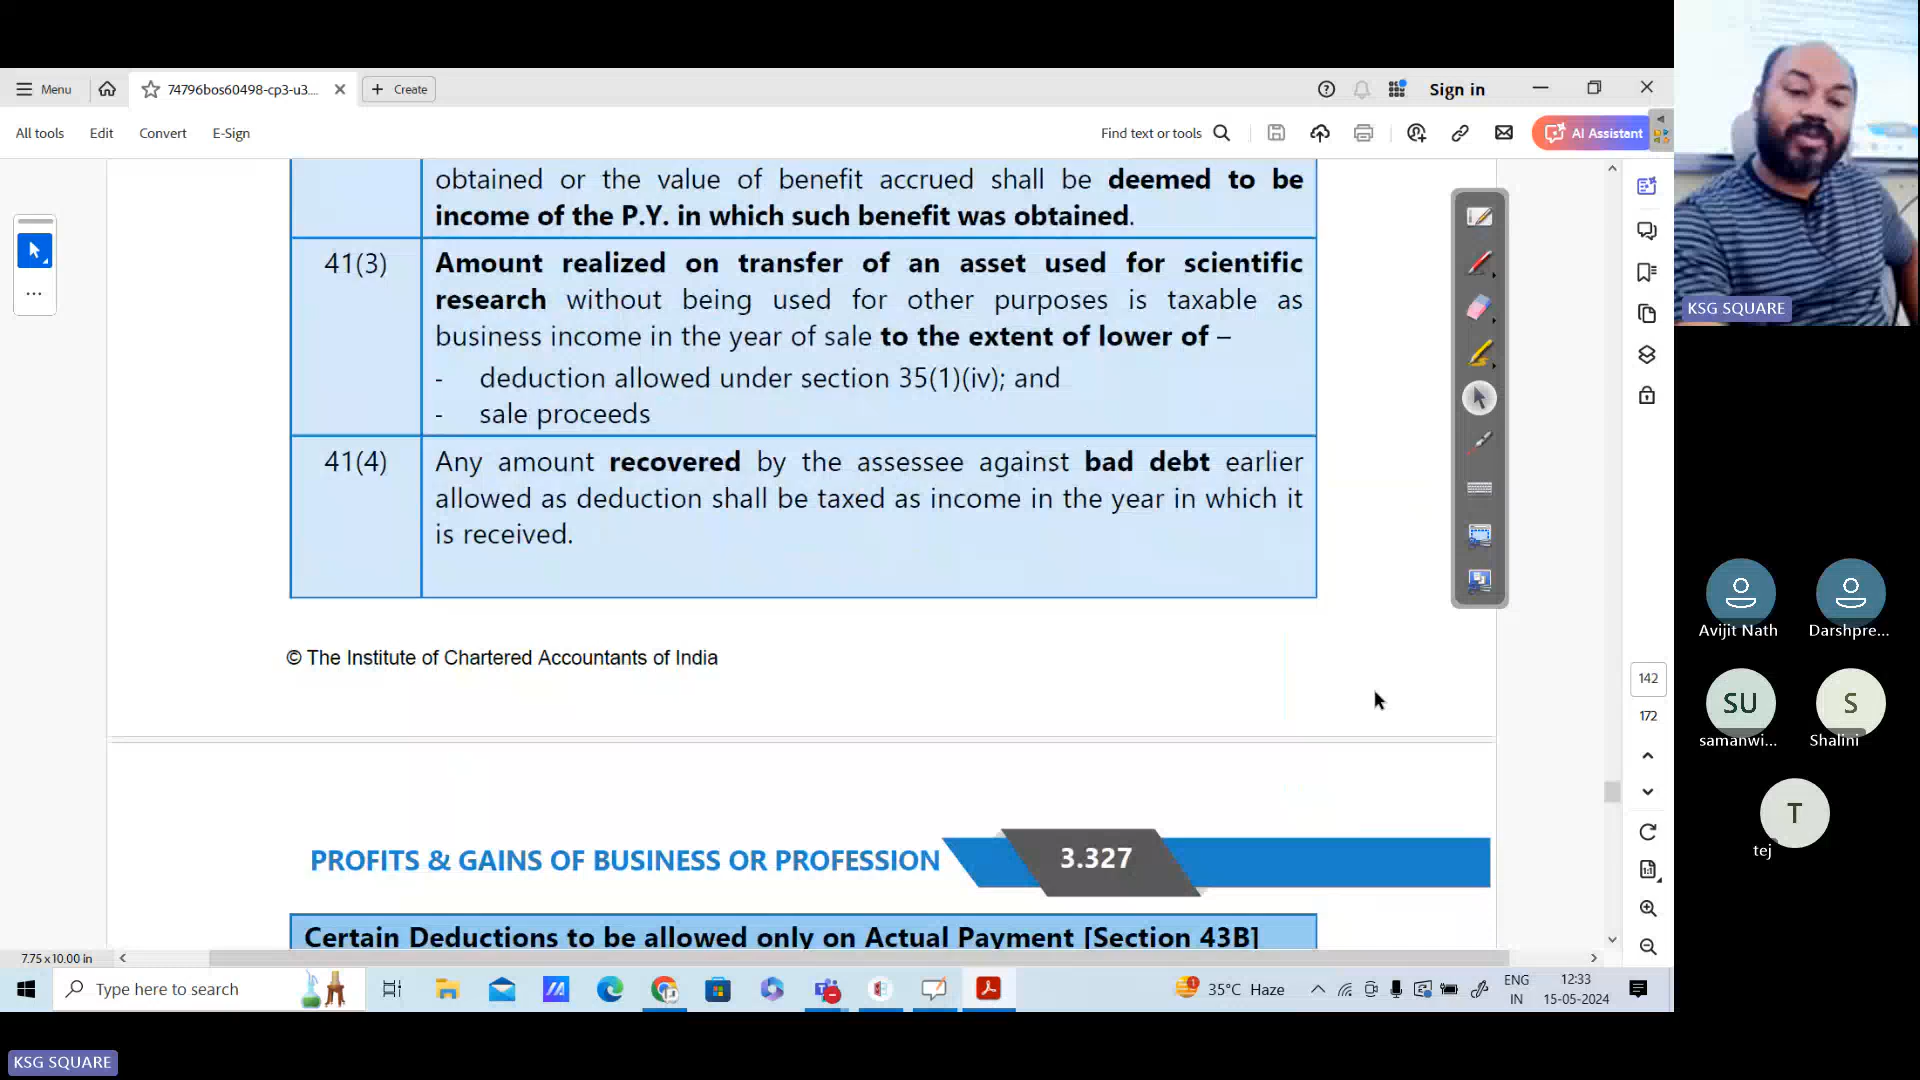 Menu
74796bos60498-cp3-u3...
Create
Sign in
All tools
Edit
Convert
E-Sign
Find text or tools
AI Assistant
KSG SQUARE
obtained or the value of benefit accrued shall be deemed to be
income of the P.Y. in which such benefit was obtained.
41(3)
Amount realized on transfer of an asset used for scientific
research without being used for other purposes is taxable as
business income in the year of sale to the extent of lower of –
- deduction allowed under section 35(1)(iv); and
- sale proceeds
41(4)
Any amount recovered by the assessee against bad debt earlier
allowed as deduction shall be taxed as income in the year in which it
is received.
© The Institute of Chartered Accountants of India
142
172
Avijit Nath
Darshpre...
SU
samanwi...
S
Shalini
T
tej
PROFITS & GAINS OF BUSINESS OR PROFESSION
3.327
Certain Deductions to be allowed only on Actual Payment [Section 43B]
7.75 x 10.00 in
Type here to search
35°C Haze
ENG
IN
12:33
15-05-2024
KSG SQUARE